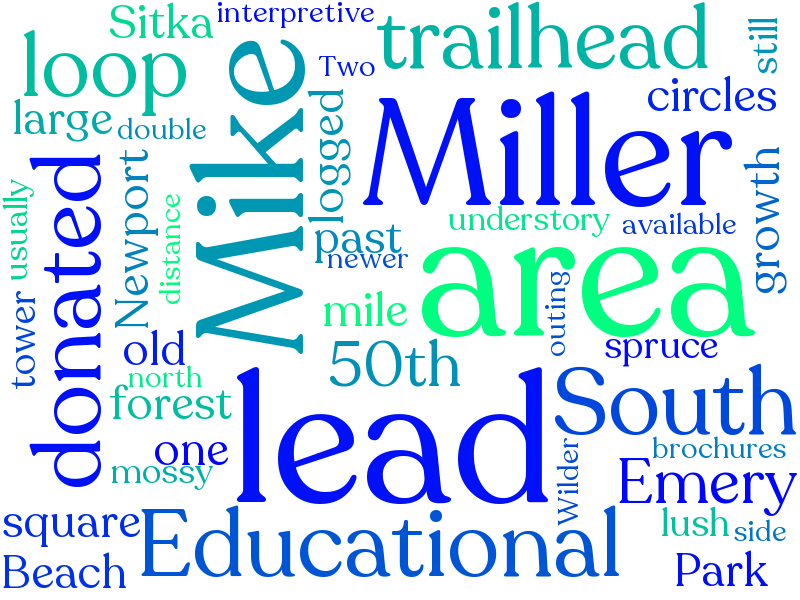 Sitka
interpretive
trailhead
still
loop
Two
Mike
large
double
logged
Miller
circles
donated
Newport
usually
distance
past
newer
understory
available
growth
area
tower
mile
outing
old
50th
spruce
north
forest
lead
South
one
mossy
Wilder
brochures
Emery
square
Educational
lush
side
Beach
Park